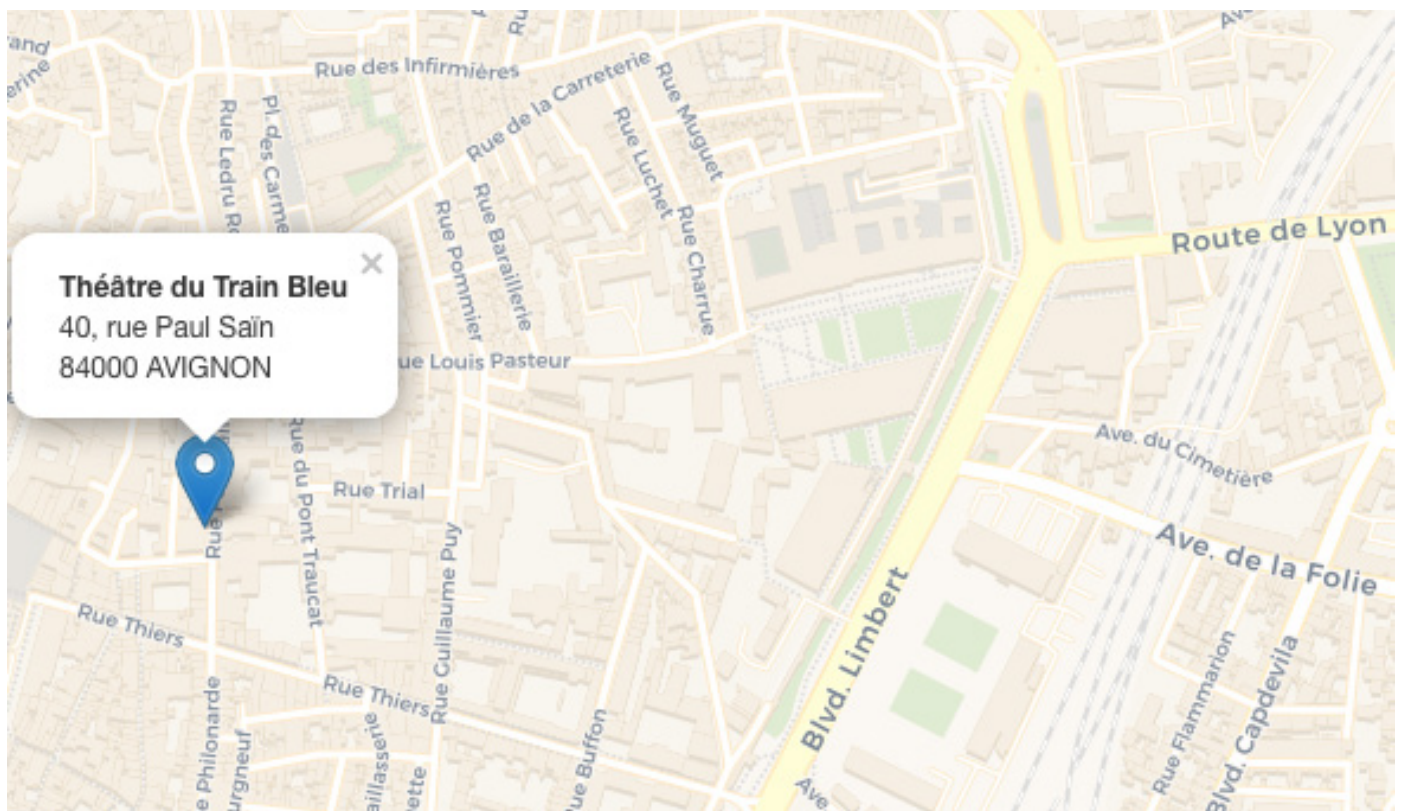 Rue des Infirmières
Rue de la Carreterie
Rue Muguet
Rue Luchet
Rue Charrue
Rue Ledru
Pl. des
Rue Baraillerie
Rue Pommier
Route de Lyon
Théâtre du Train Bleu
40, rue Paul Saïn
84000 AVIGNON
×
Louis Pasteur
Rue du Pont Traucat
Rue Trial
Rue
Rue Guillaume Puy
Ave. du Cimetière
Ave. de la Folie
Rue Thiers
Rue Thiers
Blvd. Limbert
Rue Flammarion
Blvd. Capdevila
Philonarde
Buffon
Ave